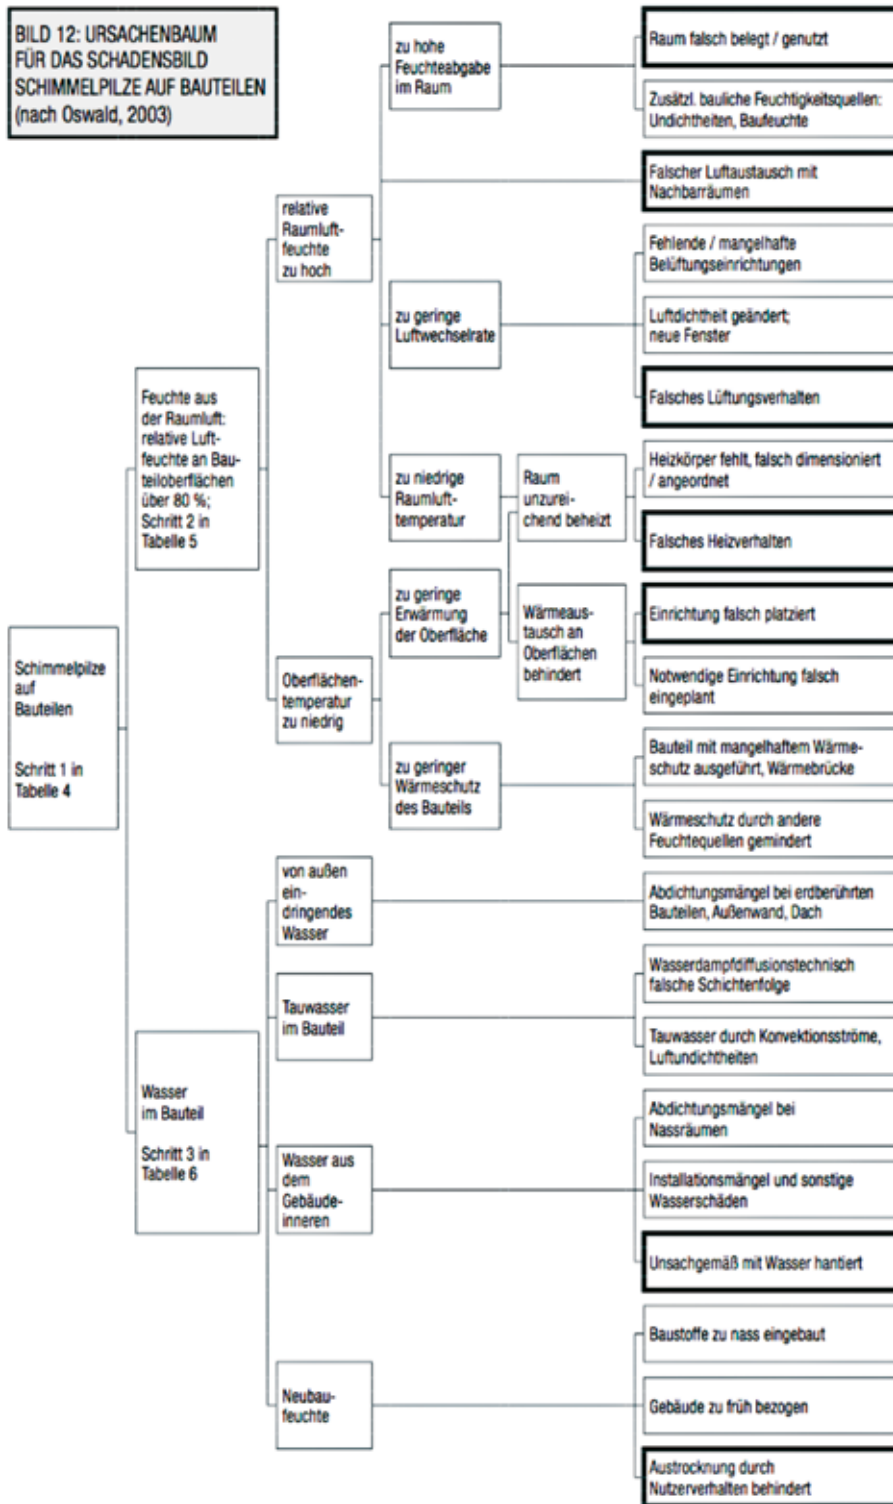 BILD 12: URSACHENBAUM
FÜR DAS SCHADENSBILD
SCHIMMELPILZE AUF BAUTEILEN
(nach Oswald, 2003)
Schimmelpilze
auf
Bauteilen
Schritt 1 in
Tabelle 4
Feuchte aus
der Raumluft:
relative Luft-
feuchte an Bau-
teiloberflächen
über 80 %;
Schritt 2 in
Tabelle 5
Wasser
im Bauteil
Schritt 3 in
Tabelle 6
relative
Raumluft-
feuchte
zu hoch
Oberflächen-
temperatur
zu niedrig
von außen
ein-
dringendes
Wasser
Tauwasser
im Bauteil
Wasser aus
dem
Gebäude-
inneren
Neubau-
feuchte
zu hohe
Feuchteabgabe
im Raum
zu geringe
Luftwechselrate
zu niedrige
Raumluft-
temperatur
zu geringe
Erwärmung
der Oberfläche
zu geringer
Wärmeschutz
des Bauteils
Raum
unzurei-
chend beheizt
Wärmeaus-
tausch an
Oberflächen
behindert
Raum falsch belegt / genutzt
Zusätzl. bauliche Feuchtigkeitsquellen:
Undichtheiten, Baufeuchte
Falscher Luftaustausch mit
Nachbarräumen
Fehlende / mangelhafte
Belüftungseinrichtungen
Luftdichtheit geändert;
neue Fenster
Falsches Lüftungsverhalten
Heizkörper fehlt, falsch dimensioniert
/ angeordnet
Falsches Heizverhalten
Einrichtung falsch platziert
Notwendige Einrichtung falsch
eingeplant
Bauteil mit mangelhaftem Wärme-
schutz ausgeführt, Wärmebrücke
Wärmeschutz durch andere
Feuchtequellen gemindert
Abdichtungsmängel bei erdberührten
Bauteilen, Außenwand, Dach
Wasserdampfdiffusionstechnisch
falsche Schichtenfolge
Tauwasser durch Konvektionsströme,
Luftundichtheiten
Abdichtungsmängel bei
Nassräumen
Installationsmängel und sonstige
Wasserschäden
Unsachgemäß mit Wasser hantiert
Baustoffe zu nass eingebaut
Gebäude zu früh bezogen
Austrocknung durch
Nutzerverhalten behindert